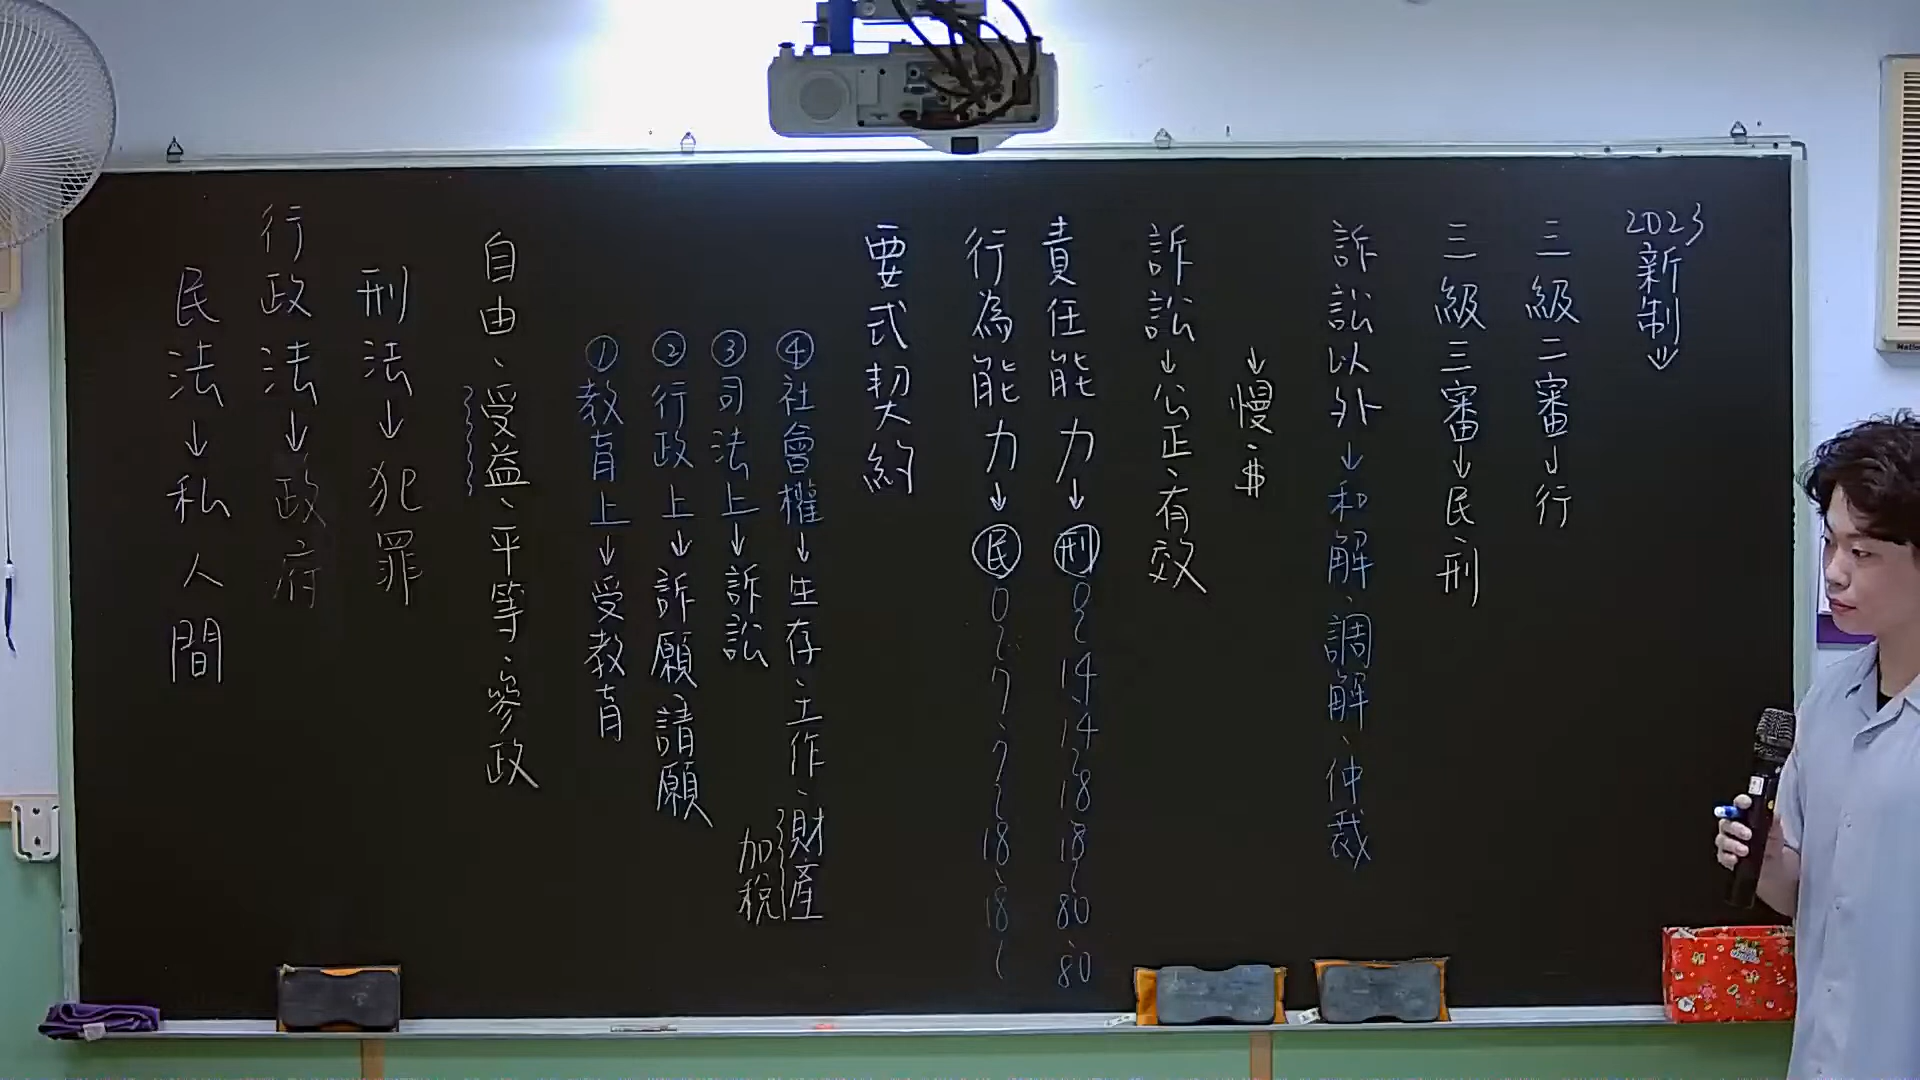 2023新制↓
三級二審↓行
三級三審↓民、刑
訴訟以外↓和解、調解、仲裁
↓慢、$
訴訟↓公正、有效
責任能力↓刑 0~14、14~18、18~80、80
行為能力↓民 0~7、7~18、18~
要式契約
④社會權↓生存、工作、財產
加稅
③司法上↓訴訟
②行政上↓訴願、請願
①教育上↓受教育
自由、受益、平等、參政
刑法↓犯罪
行政法↓政府
民法↓私人間